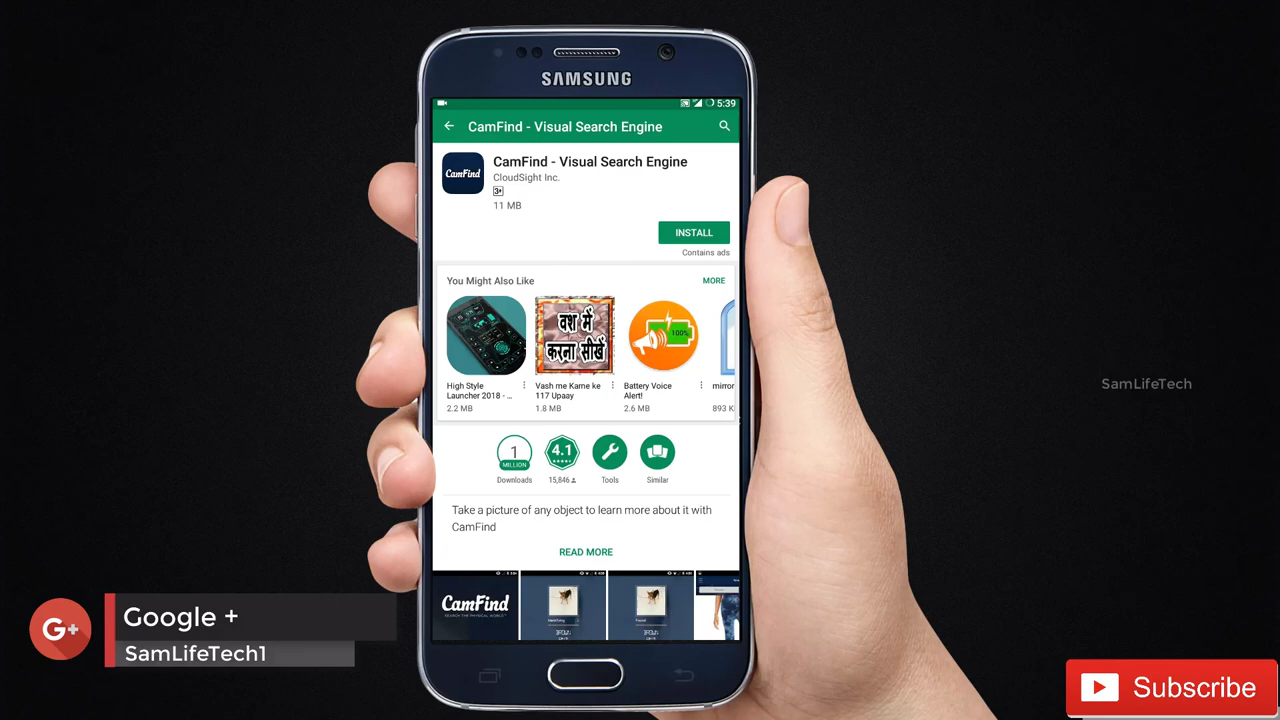 SAMSUNG
5:39
CamFind - Visual Search Engine
CamFind
CamFind - Visual Search Engine
CloudSight Inc.
3+
11 MB
INSTALL
Contains ads
You Might Also Like
MORE
वश में
करना सीखें
100%
High Style
Launcher 2018 - ...
2.2 MB
Vash me Karne ke
117 Upaay
1.8 MB
Battery Voice
Alert!
2.6 MB
mirror
893 K
1
MILLION
Downloads
4.1
15,846
Tools
Similar
Take a picture of any object to learn more about it with
CamFind
READ MORE
CamFind
SamLifeTech
G+
Google +
SamLifeTech1
Subscribe